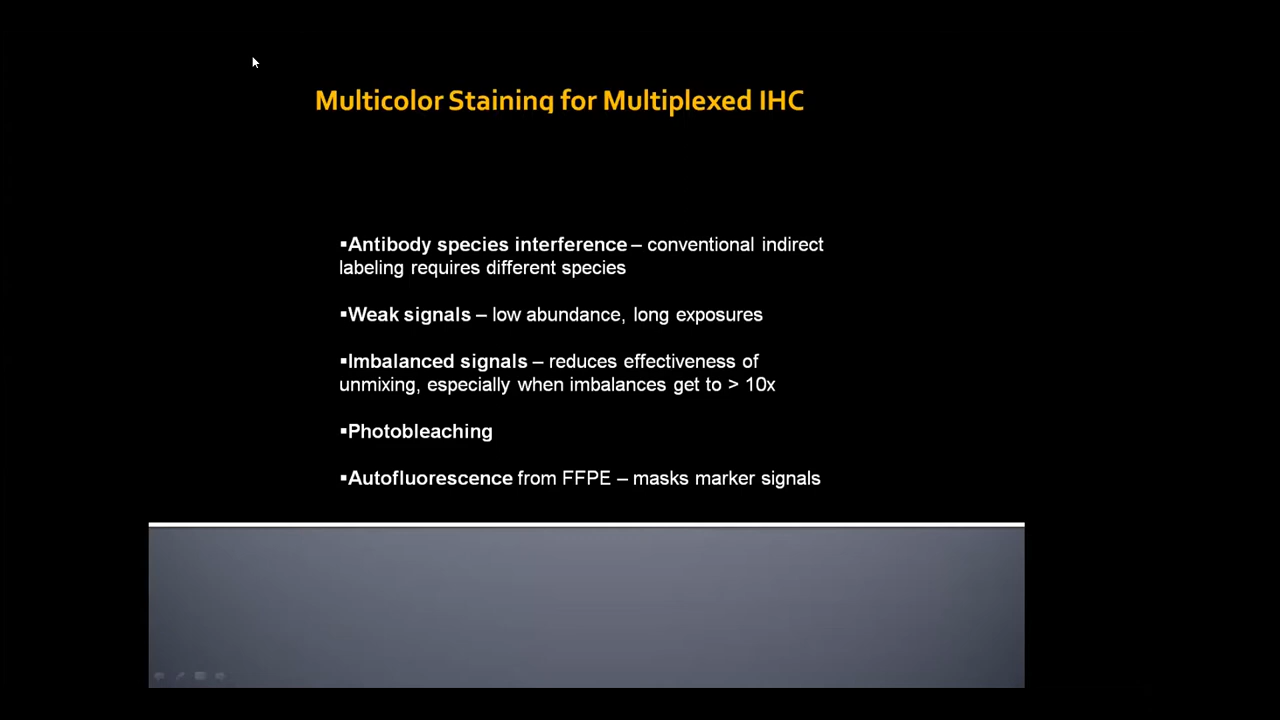 Multicolor Staining for Multiplexed IHC
▪Antibody species interference – conventional indirect
labeling requires different species
▪Weak signals – low abundance, long exposures
▪Imbalanced signals – reduces effectiveness of
unmixing, especially when imbalances get to > 10x
▪Photobleaching
▪Autofluorescence from FFPE – masks marker signals